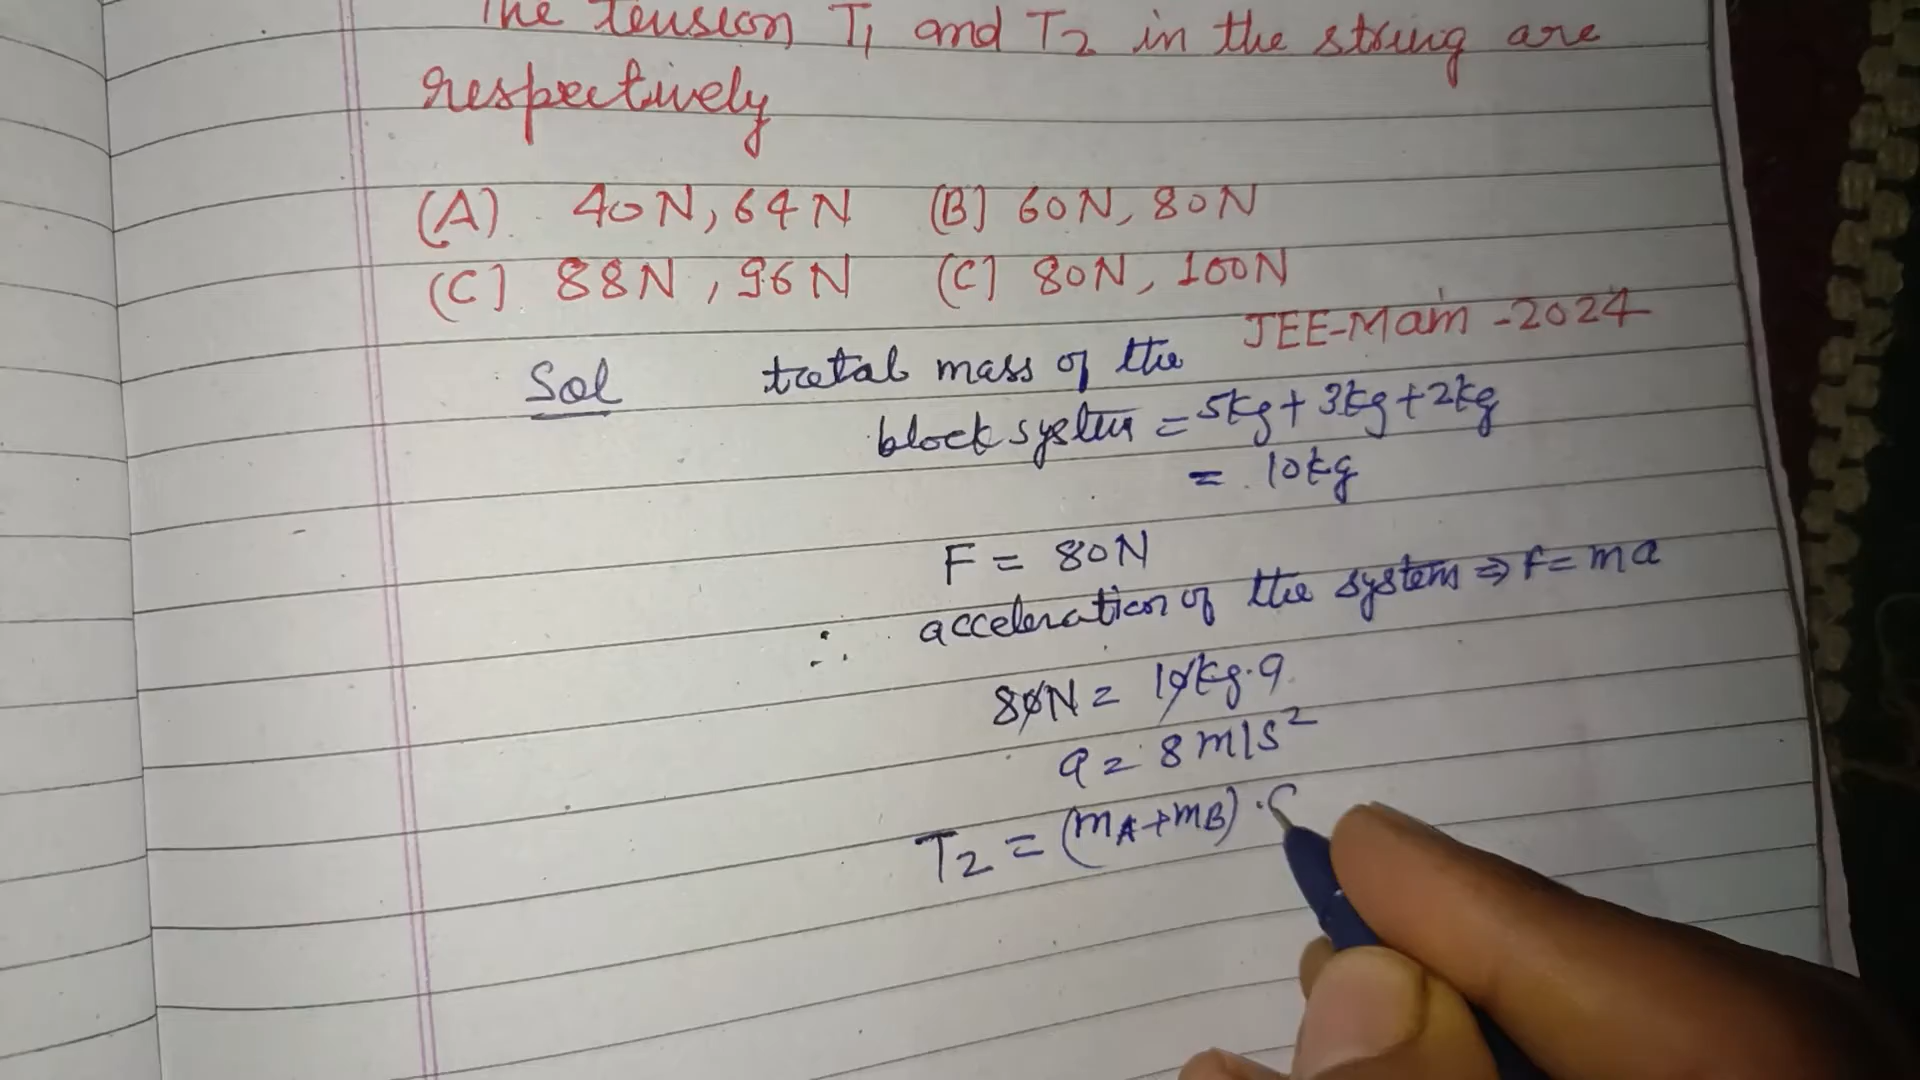 The tension T1 and T2 in the string are
respectively
(A) 40N, 64N (B) 60N, 80N
(C) 88N, 96N (C) 80N, 100N
JEE-Main-2024
Sol total mass of the
block system = 5kg + 3kg + 2kg
= 10kg
F = 80N
∴ acceleration of the system ⇒ F = ma
80N = 10kg.a
a = 8 m/s²
T2 = (mA + mB).